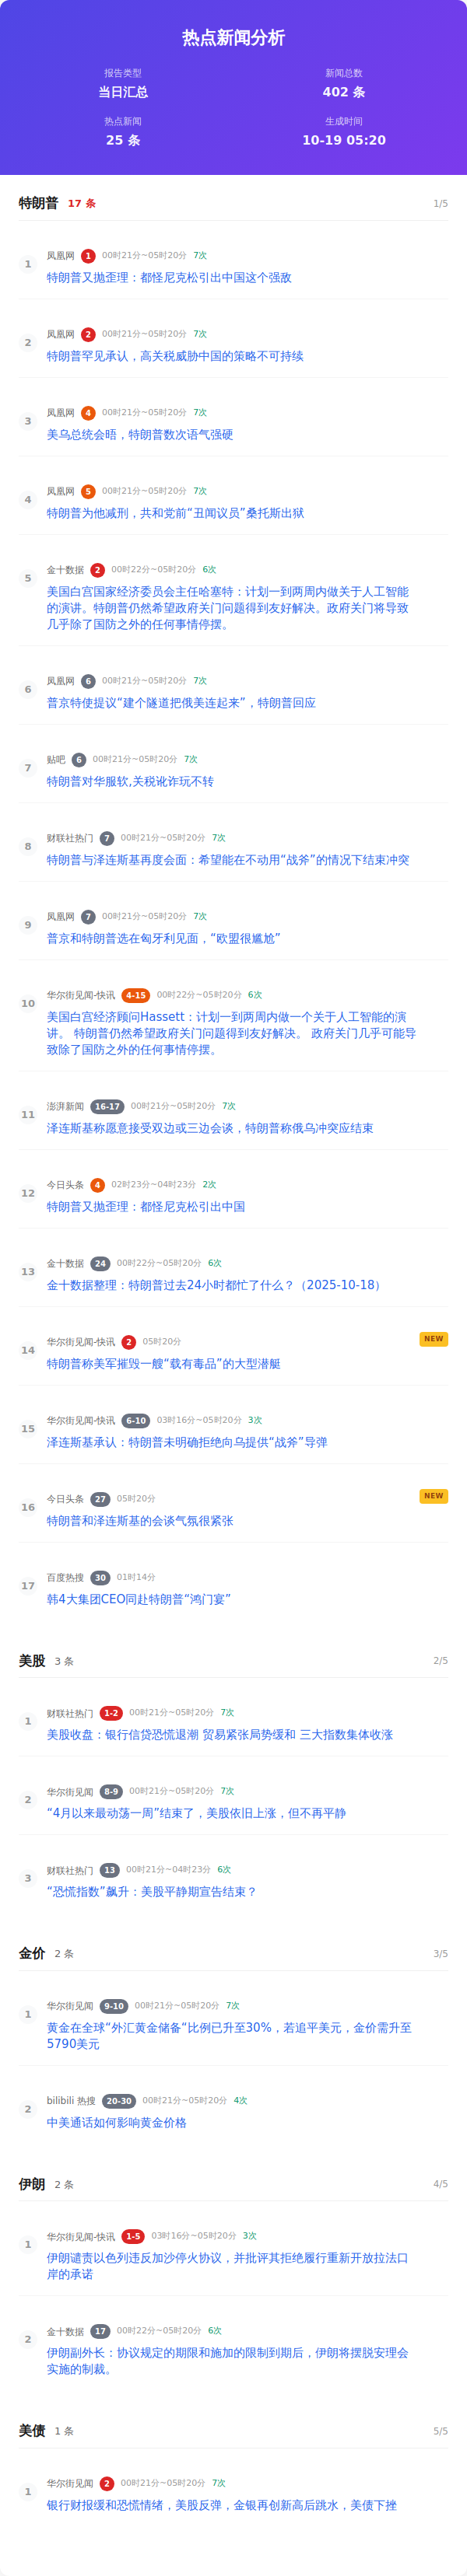 热点新闻分析
报告类型
新闻总数
当日汇总
402 条
热点新闻
生成时间
25 条
10-19 05:20
特朗普 17 条 1/5
1 凤凰网 1 00时21分~05时20分 7次
特朗普又抛歪理：都怪尼克松引出中国这个强敌
2 凤凰网 2 00时21分~05时20分 7次
特朗普罕见承认，高关税威胁中国的策略不可持续
3 凤凰网 4 00时21分~05时20分 7次
美乌总统会晤，特朗普数次语气强硬
4 凤凰网 5 00时21分~05时20分 7次
特朗普为他减刑，共和党前“丑闻议员”桑托斯出狱
5 金十数据 2 00时22分~05时20分 6次
美国白宫国家经济委员会主任哈塞特：计划一到两周内做关于人工智能
的演讲。特朗普仍然希望政府关门问题得到友好解决。政府关门将导致
几乎除了国防之外的任何事情停摆。
6 凤凰网 6 00时21分~05时20分 7次
普京特使提议“建个隧道把俄美连起来”，特朗普回应
7 贴吧 6 00时21分~05时20分 7次
特朗普对华服软,关税讹诈玩不转
8 财联社热门 7 00时21分~05时20分 7次
特朗普与泽连斯基再度会面：希望能在不动用“战斧”的情况下结束冲突
9 凤凰网 7 00时21分~05时20分 7次
普京和特朗普选在匈牙利见面，“欧盟很尴尬”
10 华尔街见闻-快讯 4-15 00时22分~05时20分 6次
美国白宫经济顾问Hassett：计划一到两周内做一个关于人工智能的演
讲。 特朗普仍然希望政府关门问题得到友好解决。 政府关门几乎可能导
致除了国防之外的任何事情停摆。
11 澎湃新闻 16-17 00时21分~05时20分 7次
泽连斯基称愿意接受双边或三边会谈，特朗普称俄乌冲突应结束
12 今日头条 4 02时23分~04时23分 2次
特朗普又抛歪理：都怪尼克松引出中国
13 金十数据 24 00时22分~05时20分 6次
金十数据整理：特朗普过去24小时都忙了什么？（2025-10-18）
14 华尔街见闻-快讯 2 05时20分 NEW
特朗普称美军摧毁一艘“载有毒品”的大型潜艇
15 华尔街见闻-快讯 6-10 03时16分~05时20分 3次
泽连斯基承认：特朗普未明确拒绝向乌提供“战斧”导弹
16 今日头条 27 05时20分 NEW
特朗普和泽连斯基的会谈气氛很紧张
17 百度热搜 30 01时14分
韩4大集团CEO同赴特朗普“鸿门宴”
美股 3 条 2/5
1 财联社热门 1-2 00时21分~05时20分 7次
美股收盘：银行信贷恐慌退潮 贸易紧张局势缓和 三大指数集体收涨
2 华尔街见闻 8-9 00时21分~05时20分 7次
“4月以来最动荡一周”结束了，美股依旧上涨，但不再平静
3 财联社热门 13 00时21分~04时23分 6次
“恐慌指数”飙升：美股平静期宣告结束？
金价 2 条 3/5
1 华尔街见闻 9-10 00时21分~05时20分 7次
黄金在全球“外汇黄金储备“比例已升至30%，若追平美元，金价需升至
5790美元
2 bilibili 热搜 20-30 00时21分~05时20分 4次
中美通话如何影响黄金价格
伊朗 2 条 4/5
1 华尔街见闻-快讯 1-5 03时16分~05时20分 3次
伊朗谴责以色列违反加沙停火协议，并批评其拒绝履行重新开放拉法口
岸的承诺
2 金十数据 17 00时22分~05时20分 6次
伊朗副外长：协议规定的期限和施加的限制到期后，伊朗将摆脱安理会
实施的制裁。
美债 1 条 5/5
1 华尔街见闻 2 00时21分~05时20分 7次
银行财报缓和恐慌情绪，美股反弹，金银再创新高后跳水，美债下挫